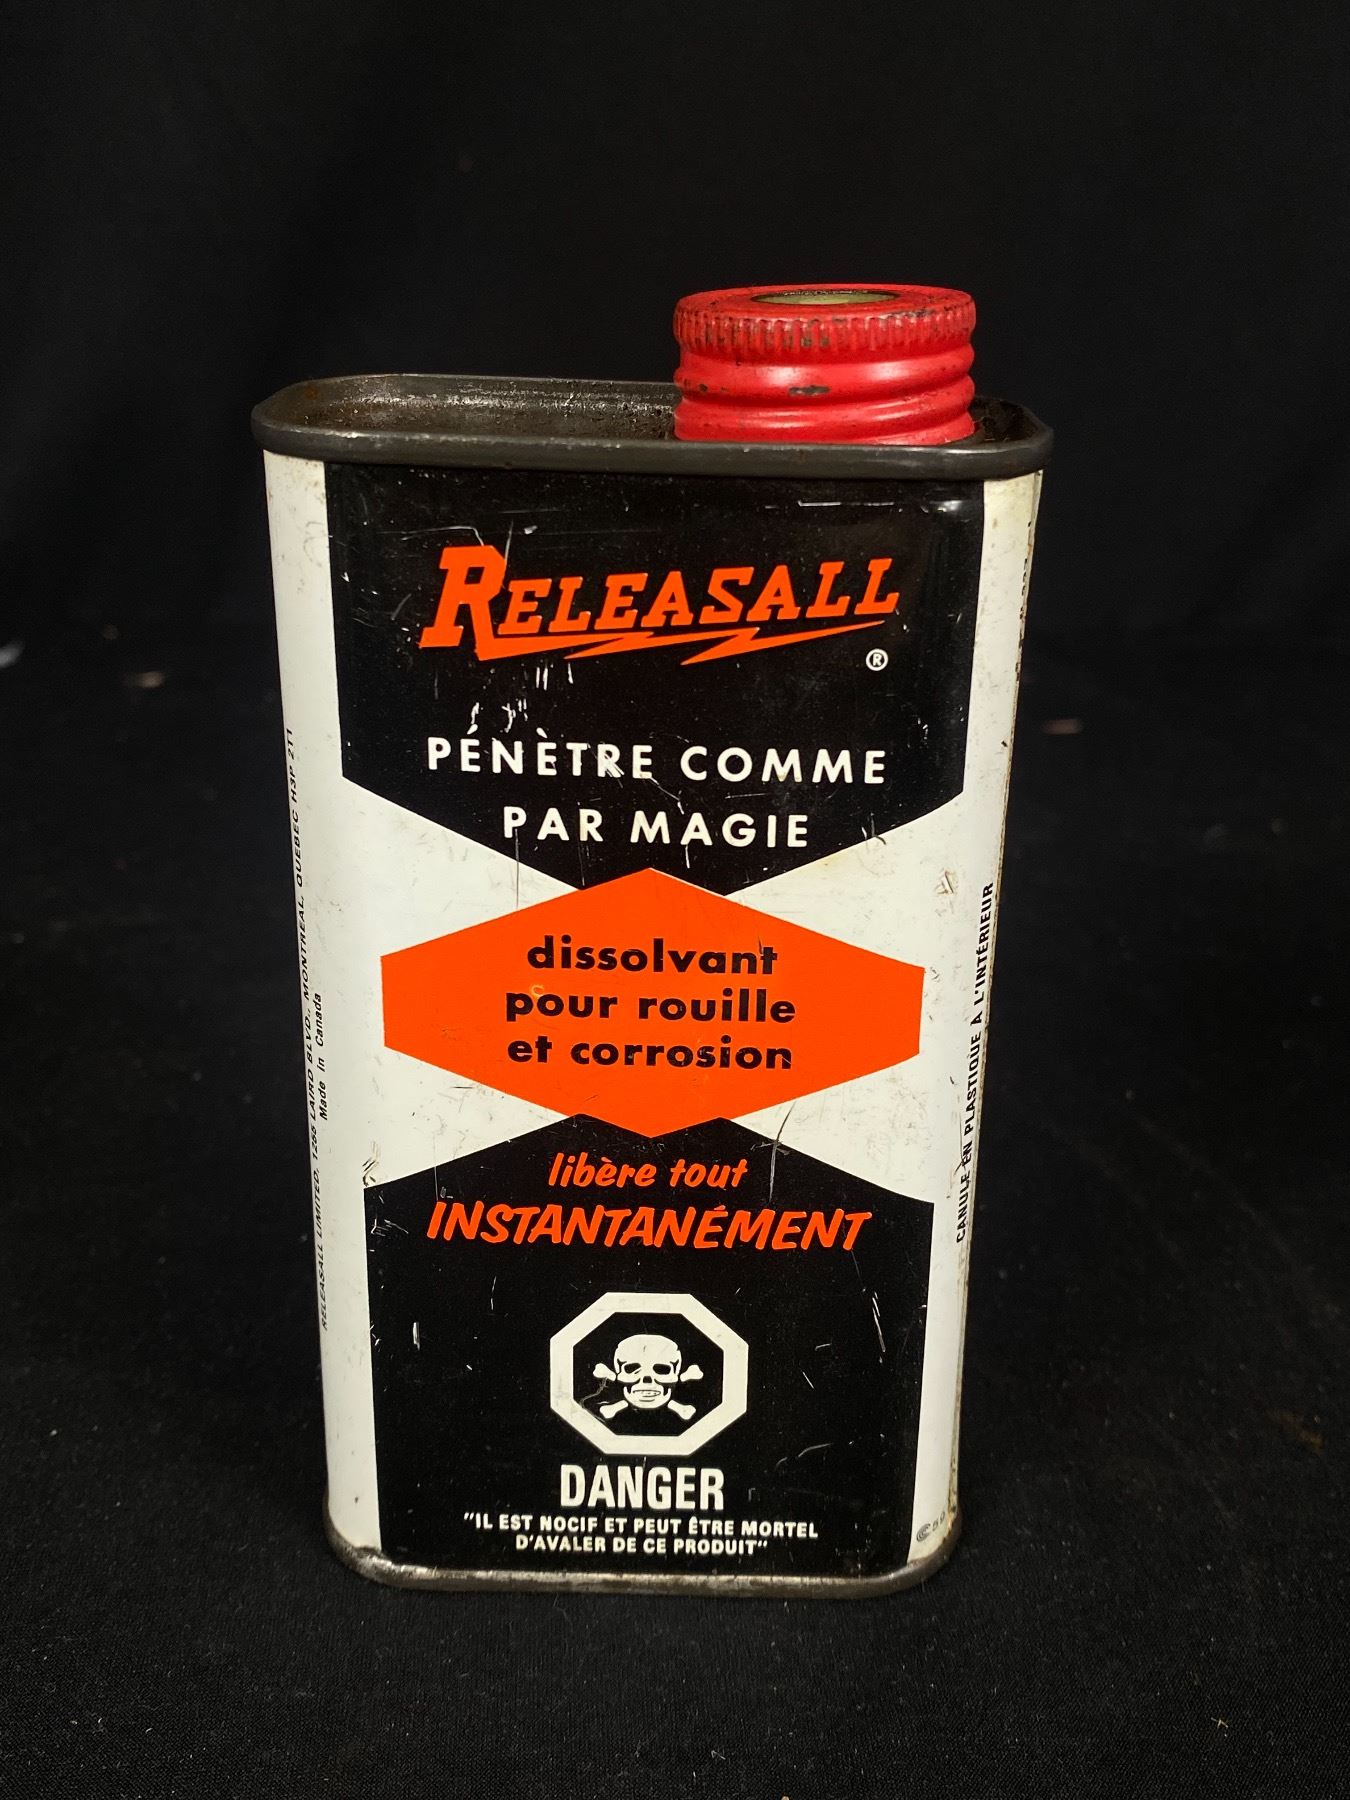 RELEASALL
®
PÉNÈTRE COMME
PAR MAGIE
dissolvant
pour rouille
et corrosion
libère tout
INSTANTANÉMENT
DANGER
"IL EST NOCIF ET PEUT ÊTRE MORTEL
D'AVALER DE CE PRODUIT"
RELEASALL LIMITED, 1255 LAIRD BLVD., MONTREAL, QUEBEC H3P 2T1
Made in Canada
CANULE EN PLASTIQUE À L'INTÉRIEUR